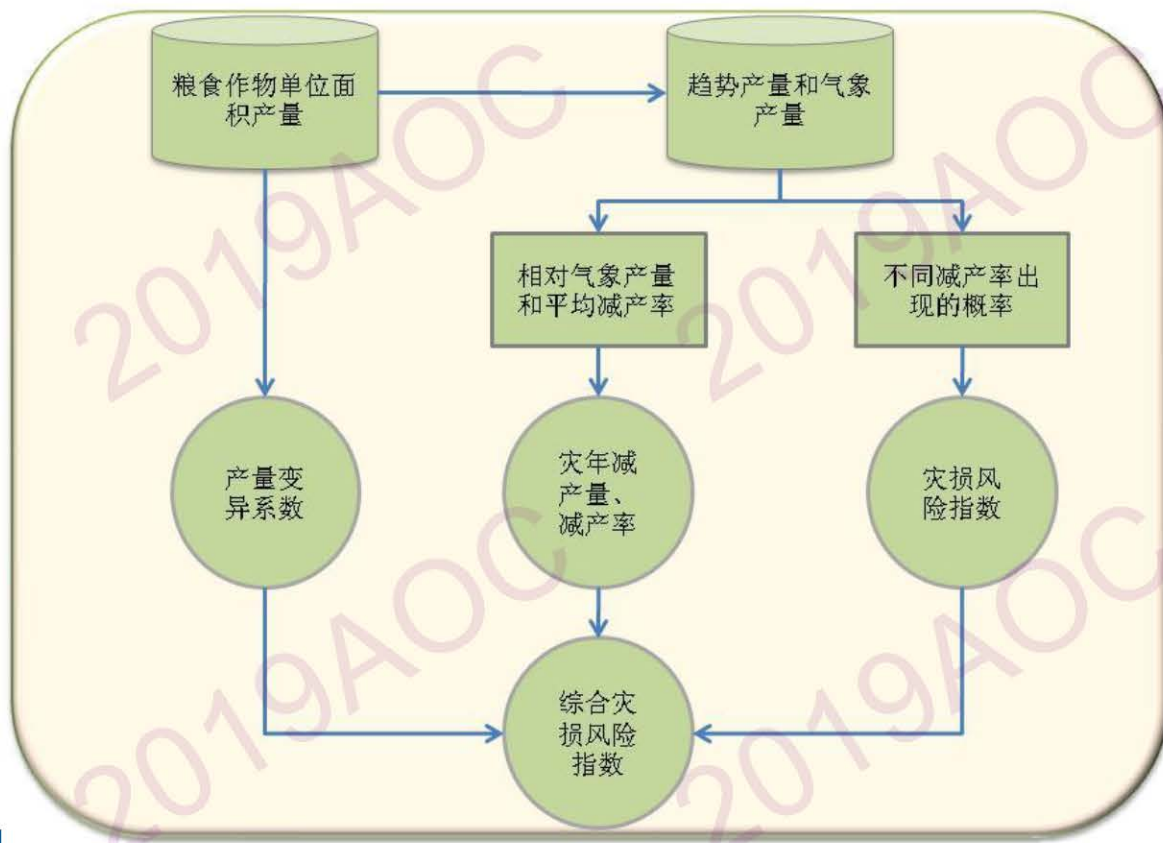 粮食作物单位面
积产量
趋势产量和气象
产量
相对气象产量
和平均减产率
不同减产率出
现的概率
产量变
异系数
灾年减
产量、
减产率
灾损风
险指数
综合灾
损风险
指数
2019AOC
2019AOC
2019AOC
2019AOC